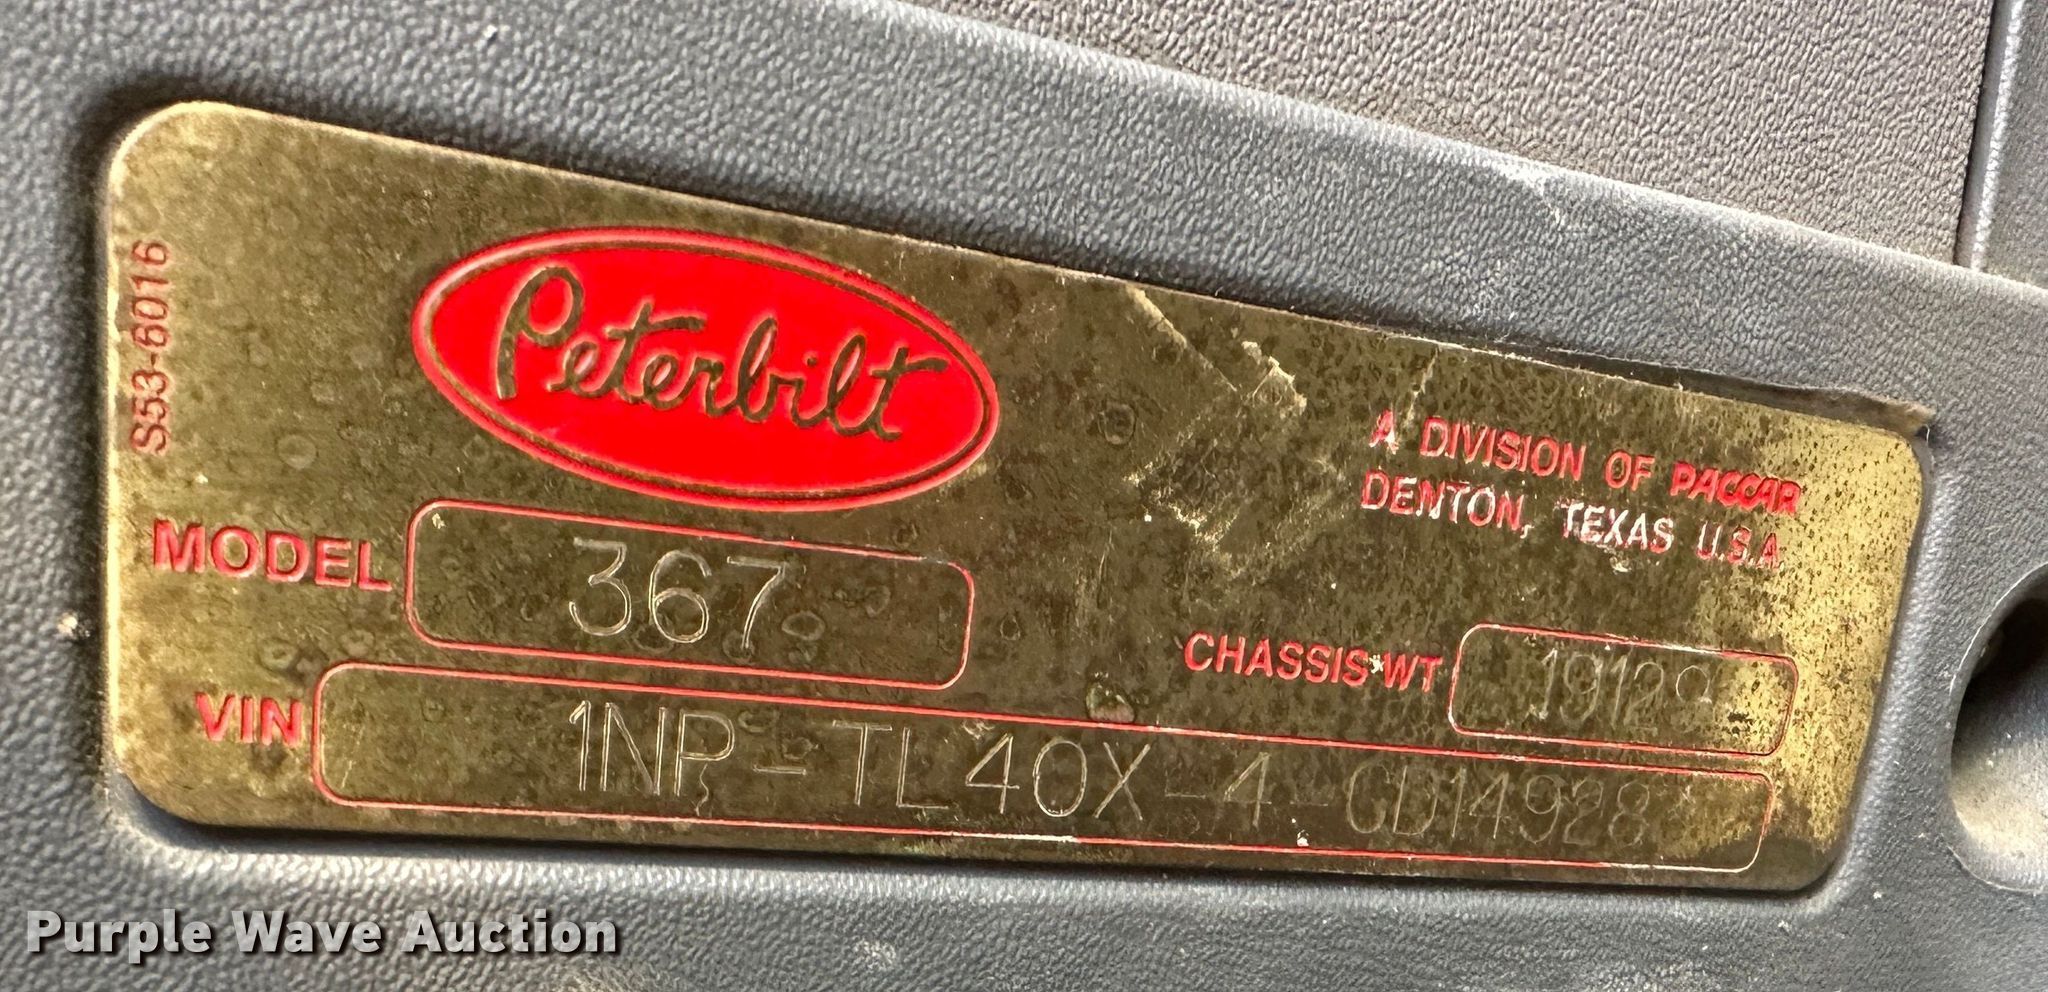 S53-6016
Peterbilt
A DIVISION OF PACCAR
DENTON, TEXAS U.S.A.
MODEL 367
CHASSIS WT 19129
VIN 1NP-TL40X-4-CD149288
Purple Wave Auction